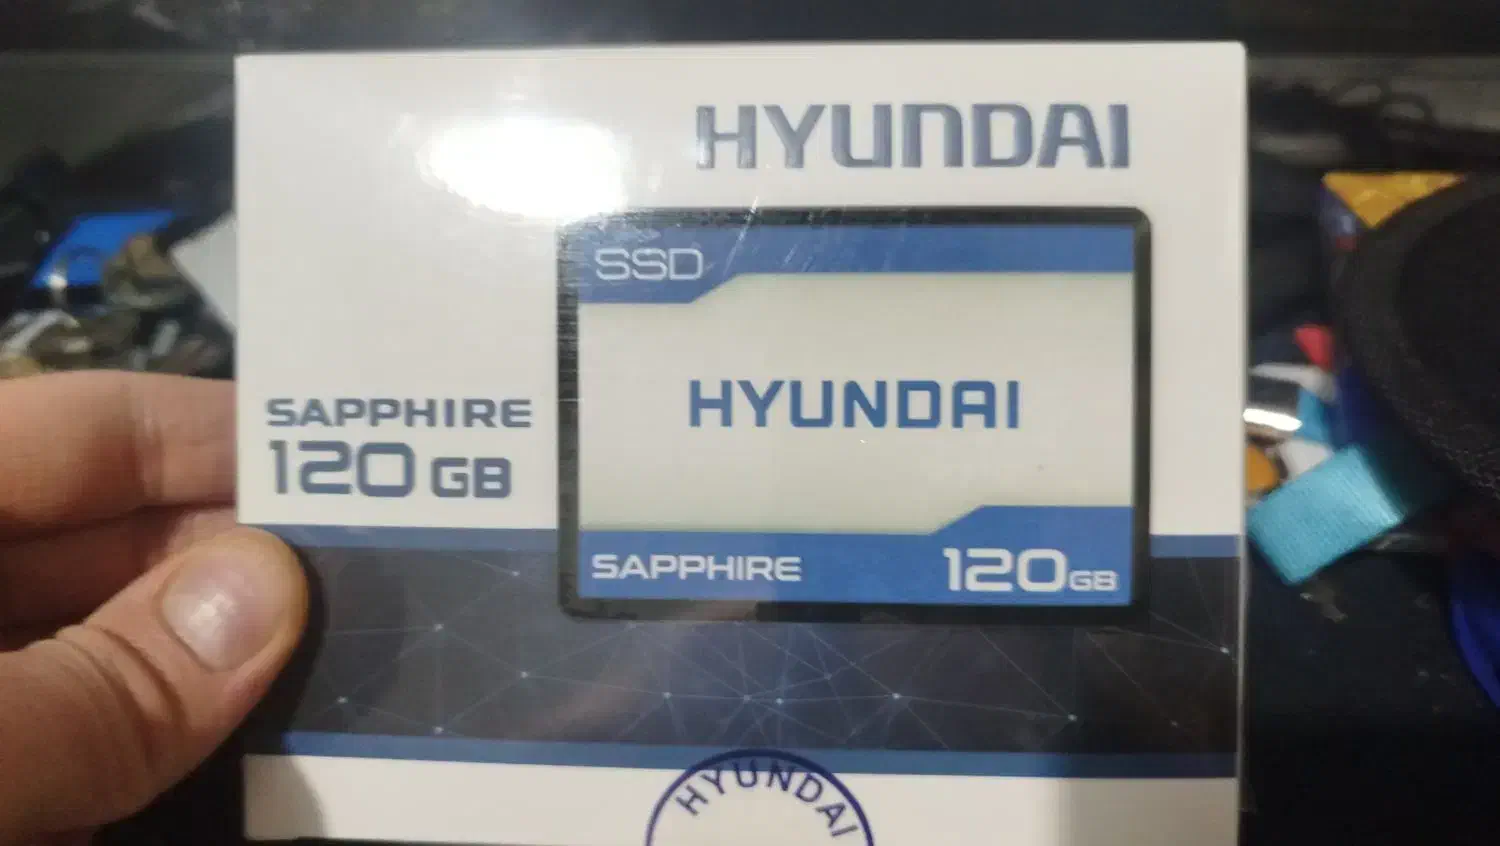 HYUNDAI
SSD
HYUNDAI
SAPPHIRE
120 GB
SAPPHIRE
120GB
HYUNDAI